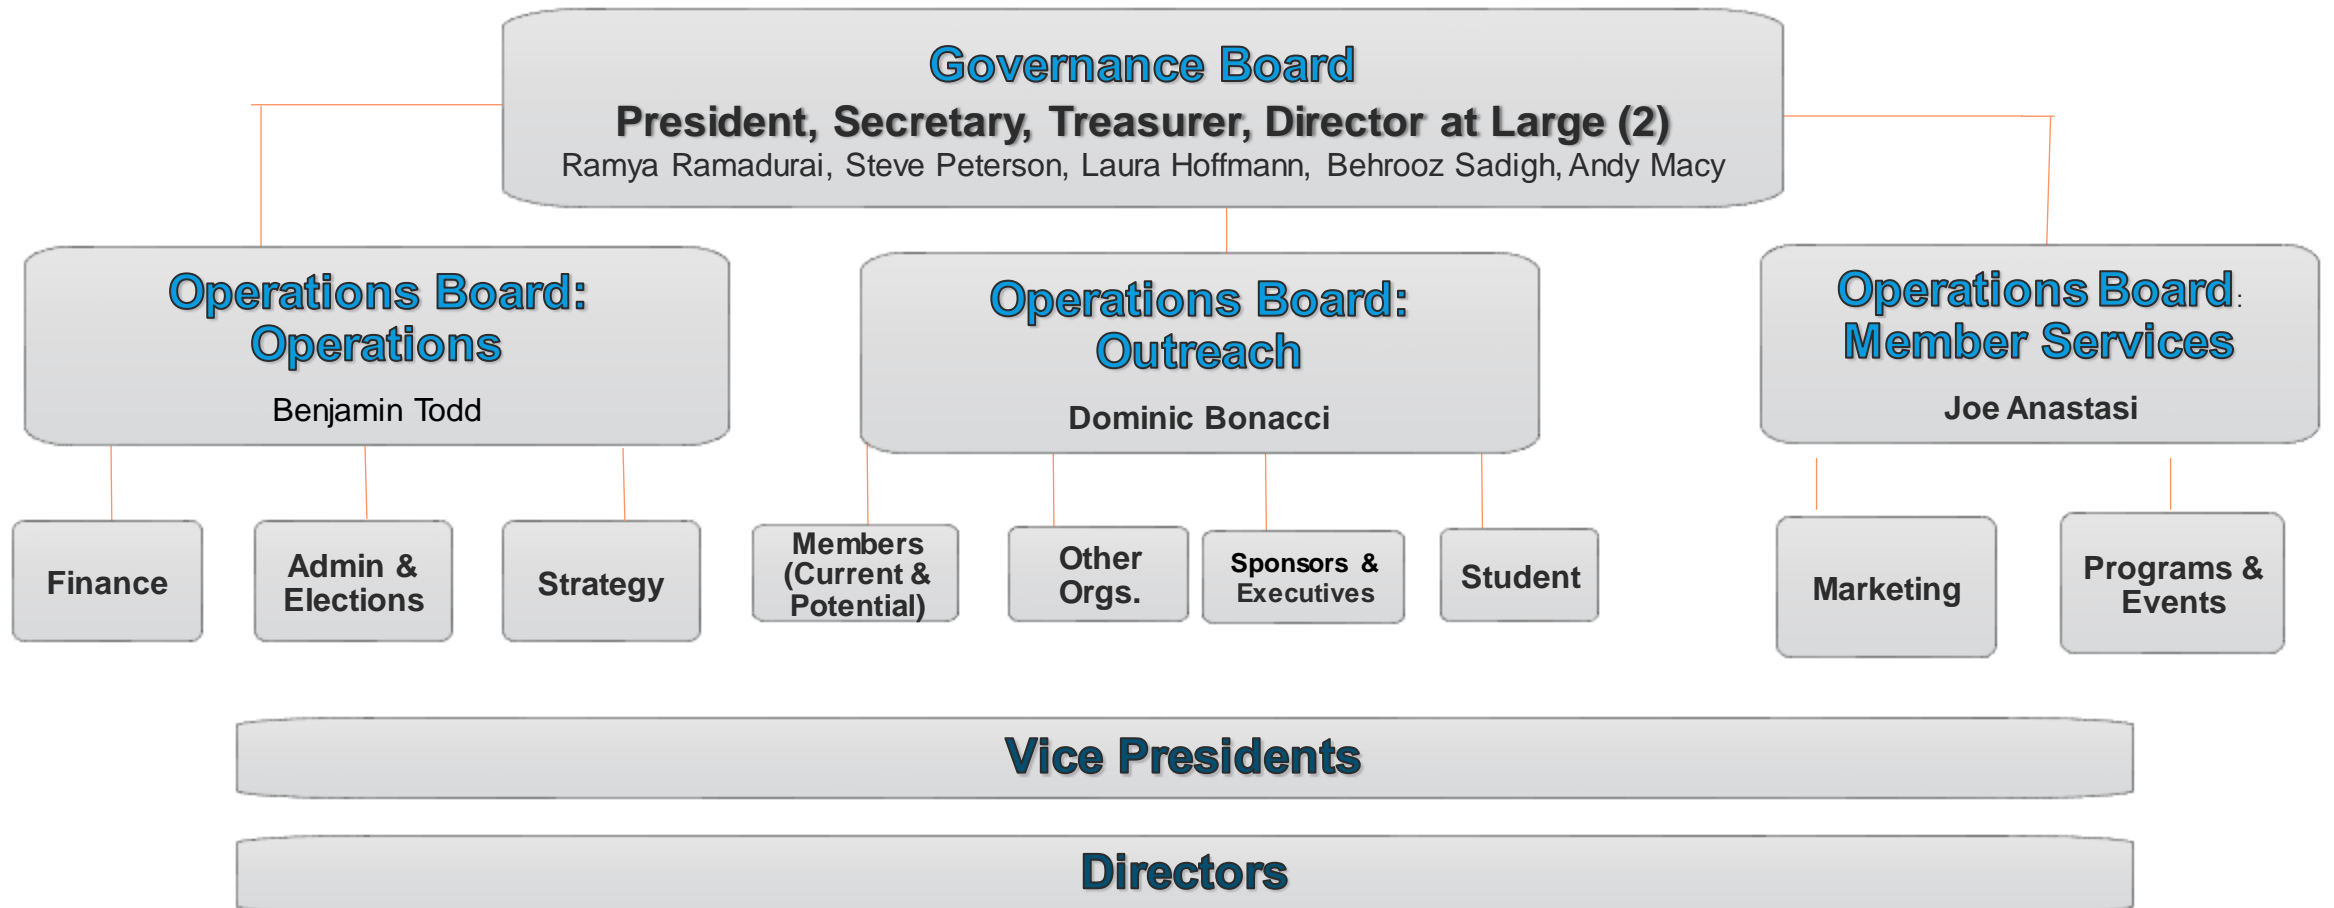 Governance Board
President, Secretary, Treasurer, Director at Large (2)
Ramya Ramadurai, Steve Peterson, Laura Hoffmann, Behrooz Sadigh, Andy Macy
Operations Board:
Operations
Benjamin Todd
Operations Board:
Outreach
Dominic Bonacci
Operations Board:
Member Services
Joe Anastasi
Finance
Admin &
Elections
Strategy
Members
(Current &
Potential)
Other
Orgs.
Sponsors &
Executives
Student
Marketing
Programs &
Events
Vice Presidents
Directors